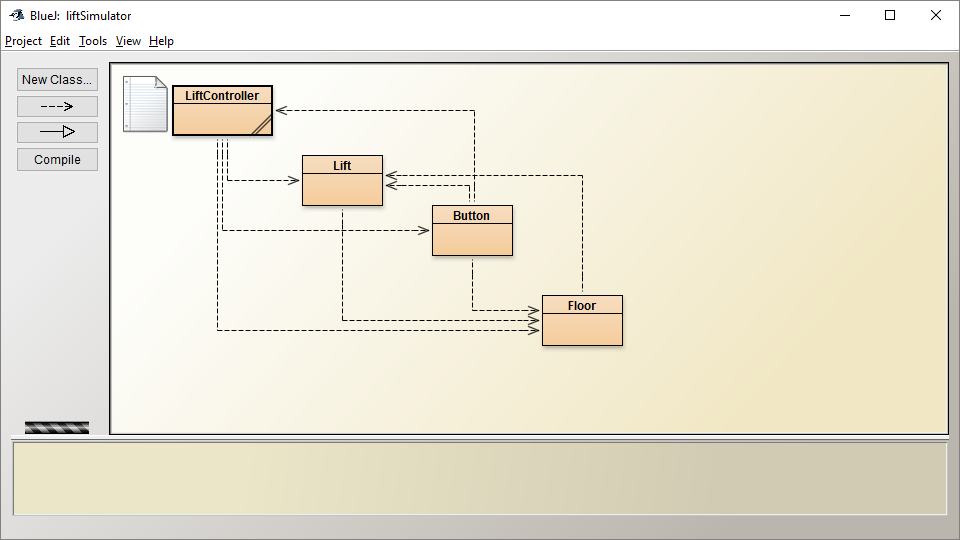 BlueJ: liftSimulator
Project Edit Tools View Help
New Class...
Compile
LiftController
Lift
Button
Floor